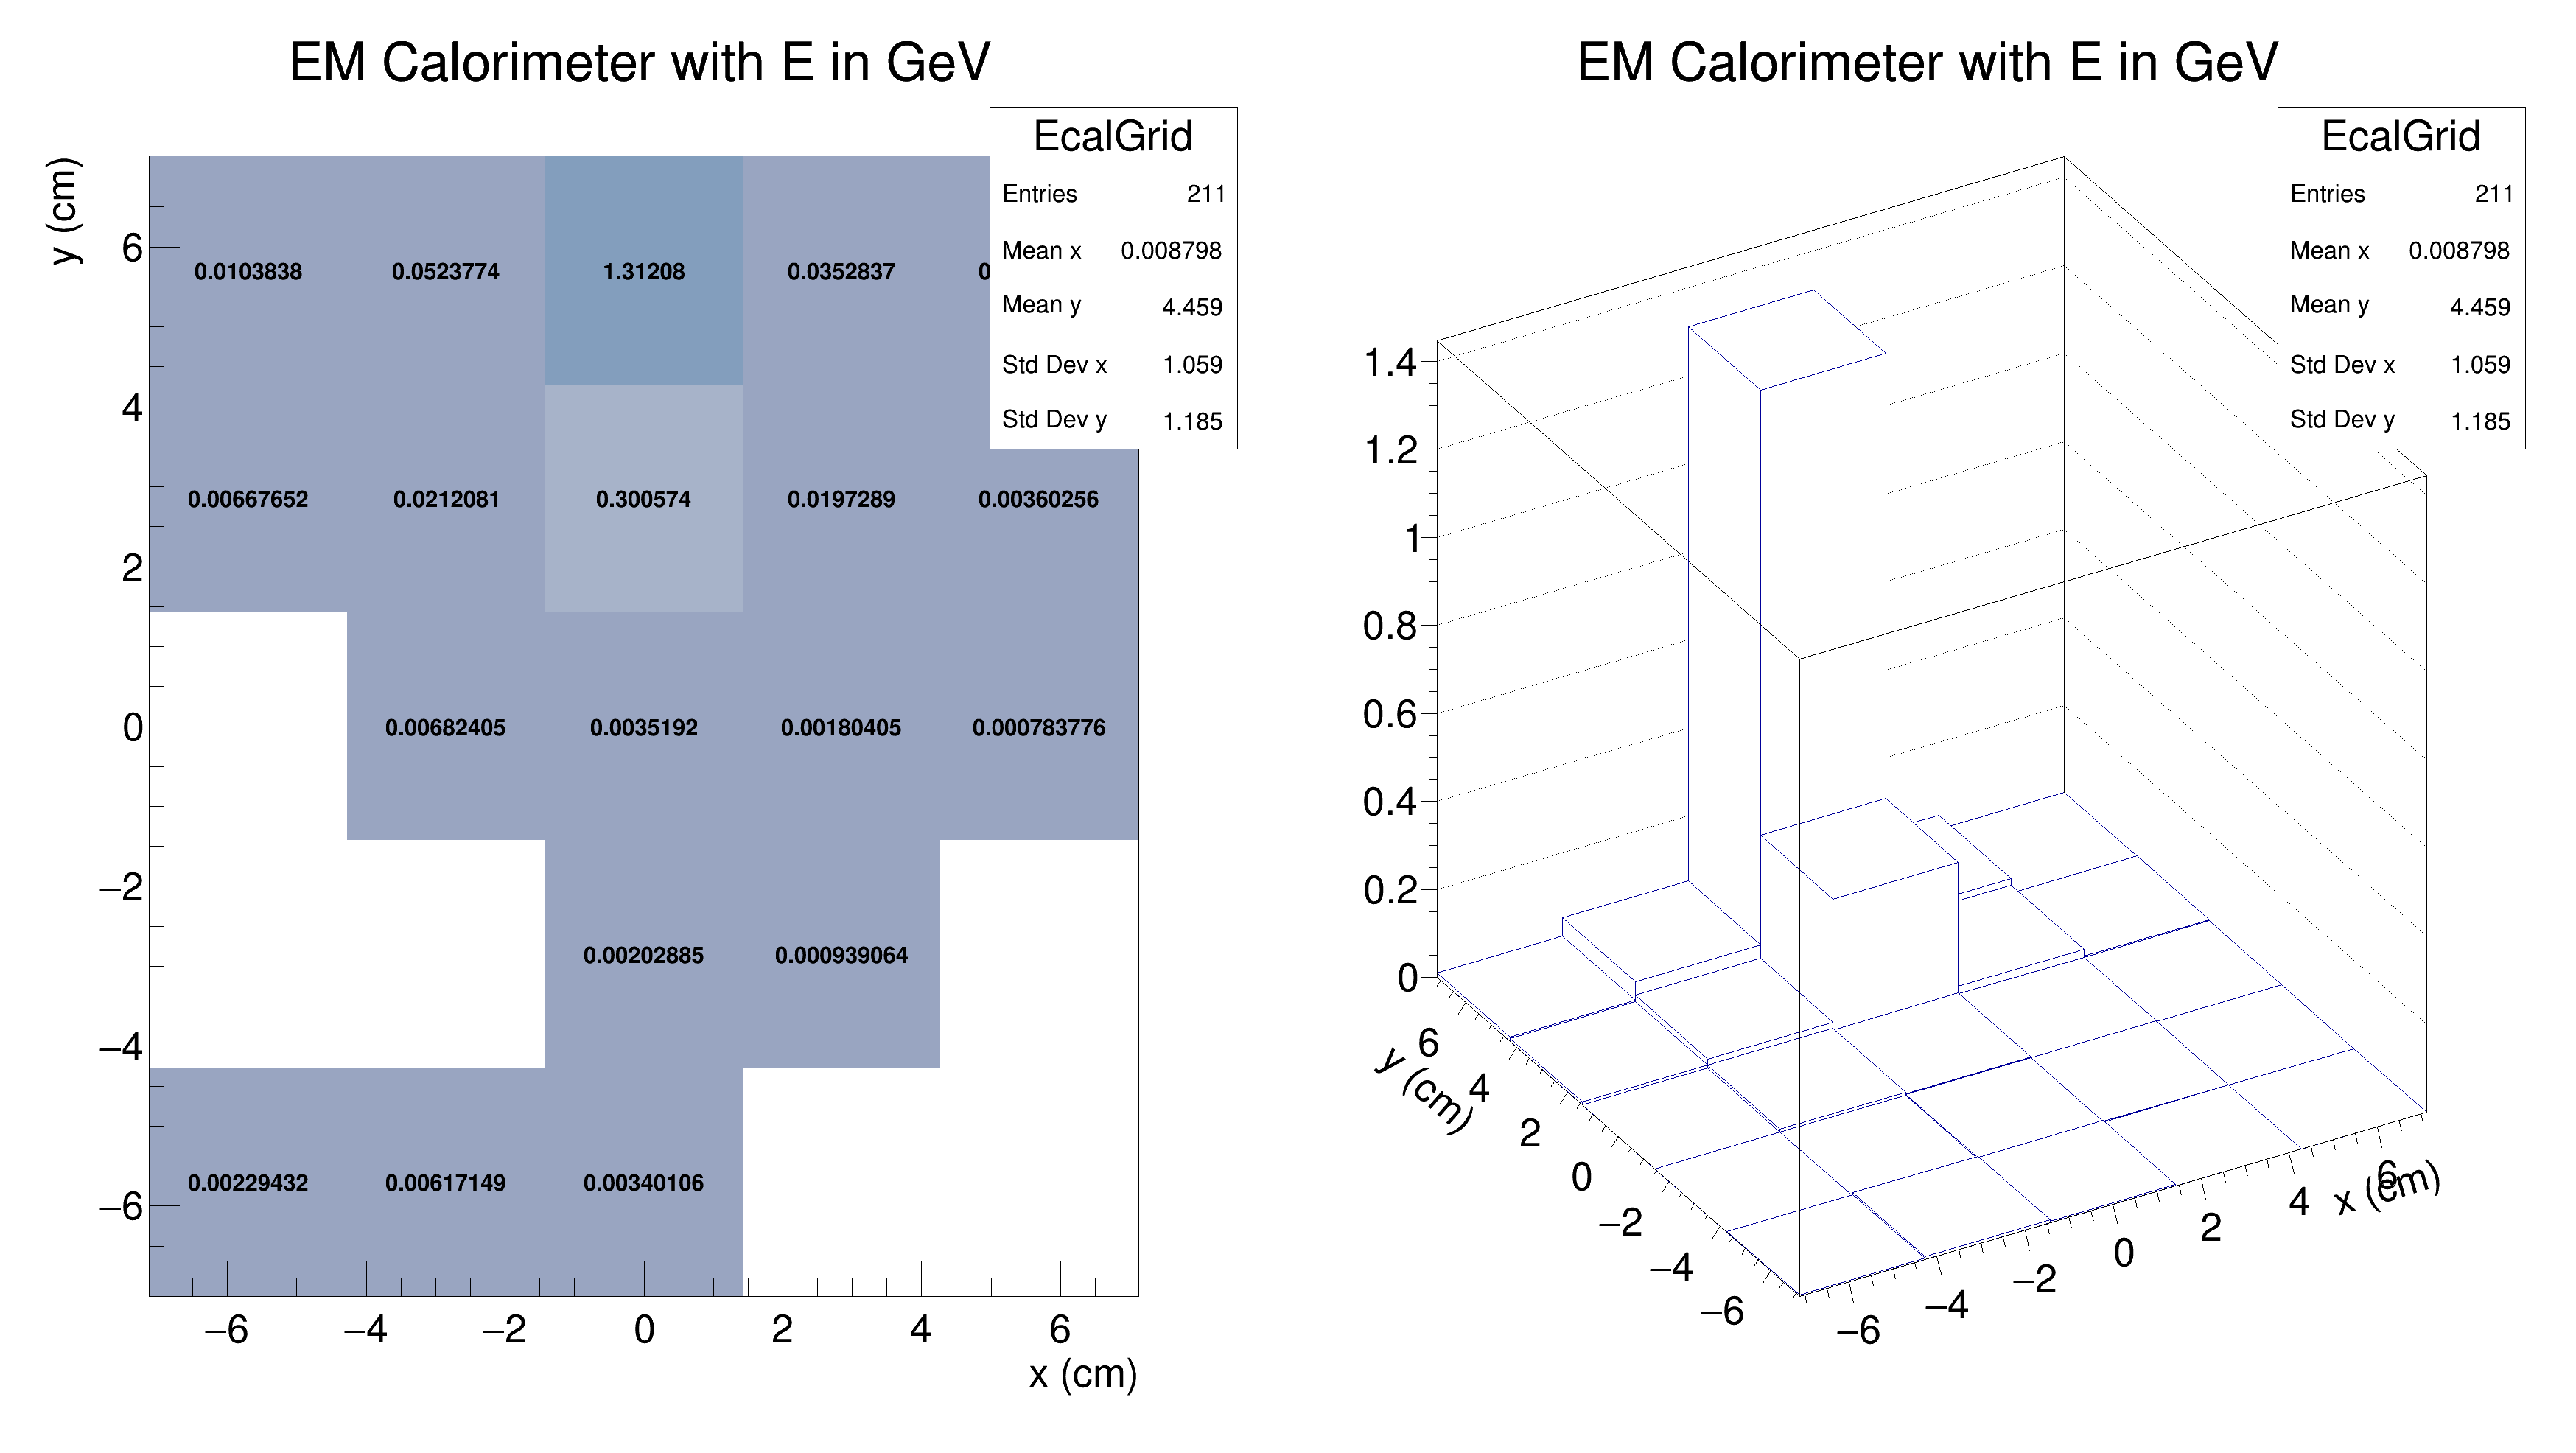 EM Calorimeter with E in GeV
EcalGrid
Entries 211
Mean x 0.008798
Mean y 4.459
Std Dev x 1.059
Std Dev y 1.185
y (cm)
6
4
2
0
−2
−4
−6
0.0103838 0.0523774 1.31208 0.0352837
0.00667652 0.0212081 0.300574 0.0197289 0.00360256
0.00682405 0.0035192 0.00180405 0.000783776
0.00202885 0.000939064
0.00229432 0.00617149 0.00340106
−6 −4 −2 0 2 4 6
x (cm)
EM Calorimeter with E in GeV
EcalGrid
Entries 211
Mean x 0.008798
Mean y 4.459
Std Dev x 1.059
Std Dev y 1.185
1.4
1.2
1
0.8
0.6
0.4
0.2
0
6
4
2
0
−2
−4
−6
y (cm)
−6
−4
−2
0
2
4
6
x (cm)